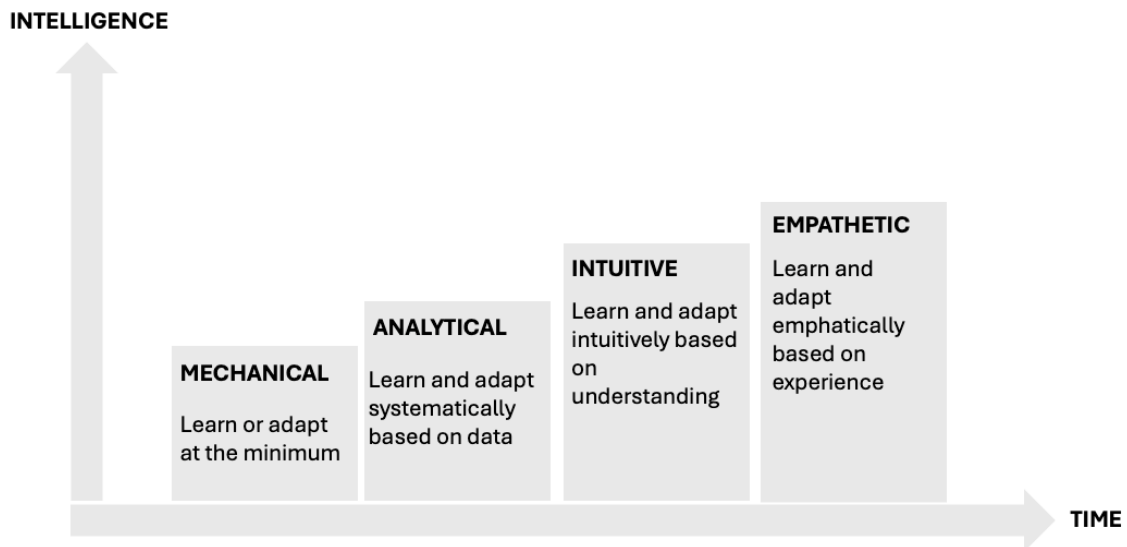 INTELLIGENCE
MECHANICAL
Learn or adapt
at the minimum
ANALYTICAL
Learn and adapt
systematically
based on data
INTUITIVE
Learn and adapt
intuitively based
on
understanding
EMPATHETIC
Learn and
adapt
emphatically
based on
experience
TIME